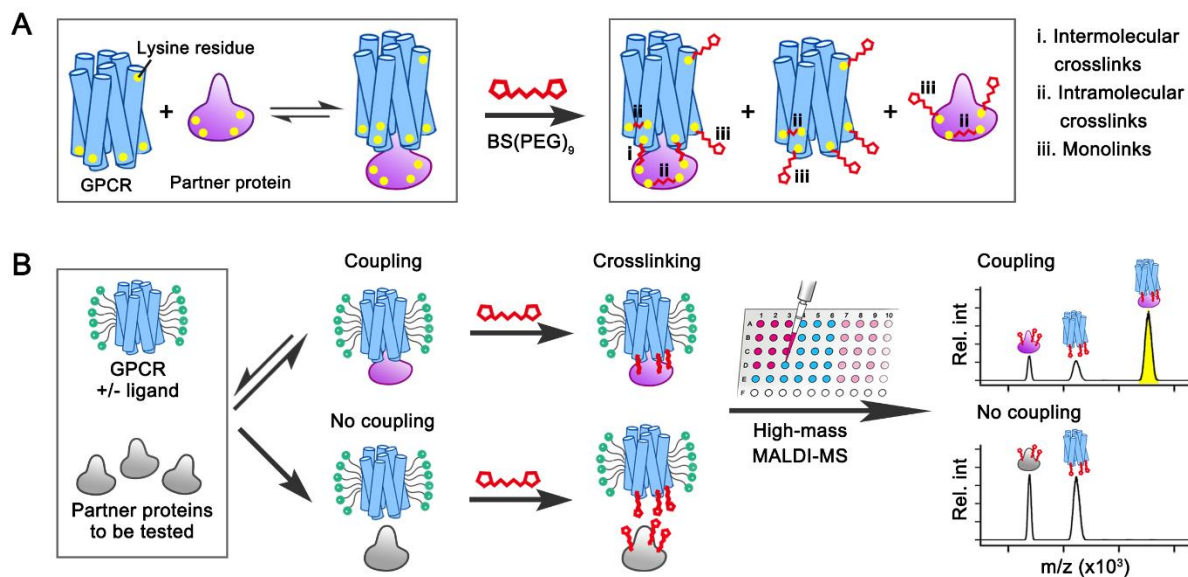 A
Lysine residue
GPCR
Partner protein
BS(PEG)9
ii
i
ii
iii
ii
iii
iii
ii
i. Intermolecular
crosslinks
ii. Intramolecular
crosslinks
iii. Monolinks
B
GPCR
+/- ligand
Partner proteins
to be tested
Coupling
No coupling
Crosslinking
1 2 3 4 5 6 7 8 9 10
A
B
C
D
E
F
High-mass
MALDI-MS
Coupling
Rel. int
No coupling
Rel. int
m/z (x10³)